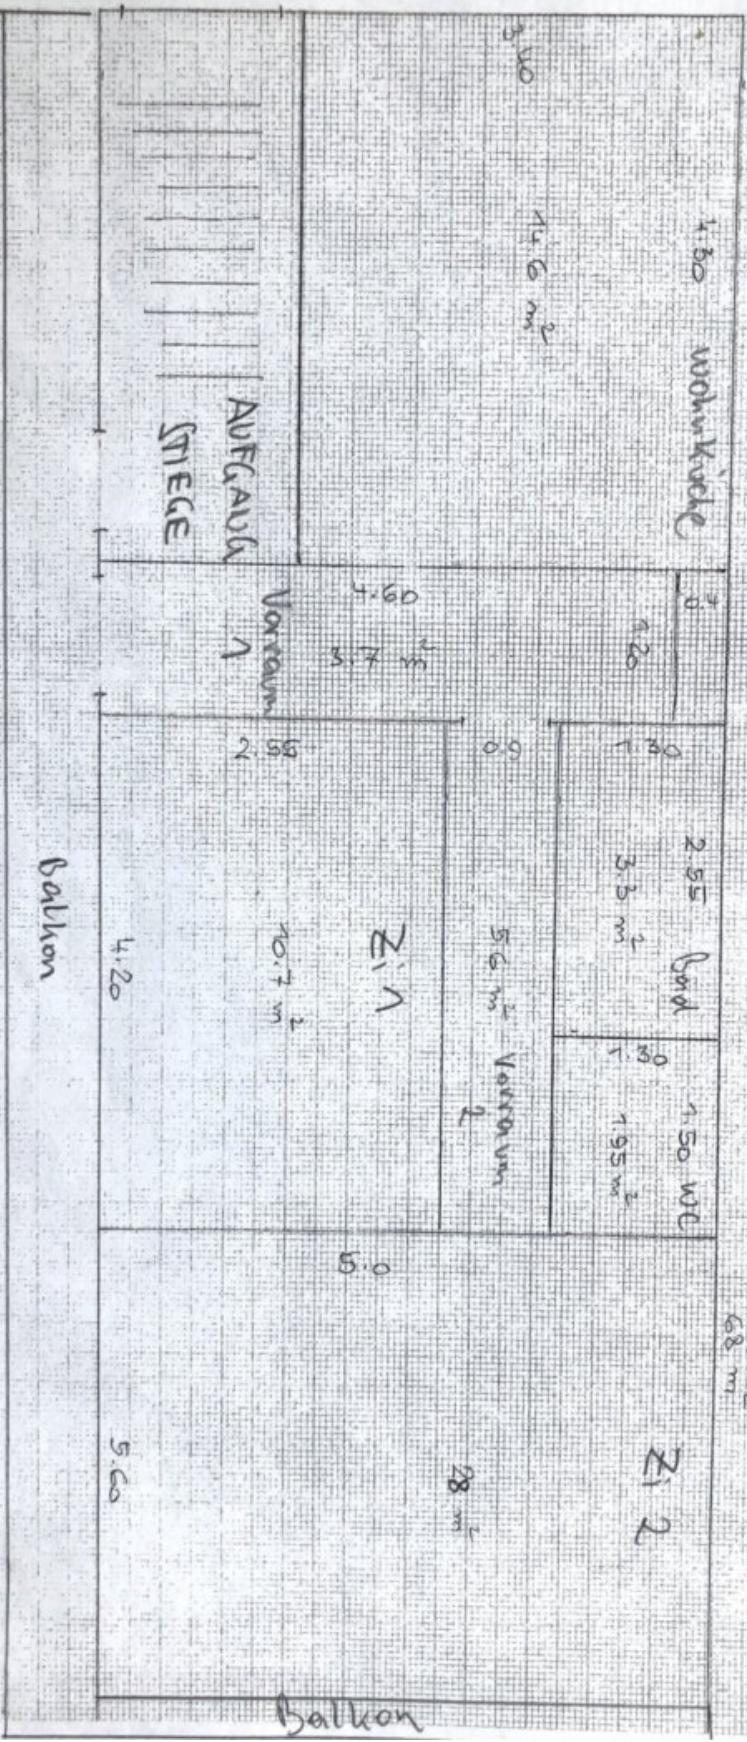 4.30 Wohnküche
3.40
14.6 m²
AUFGANG
STIEGE
0.7
1.20
4.60
3.7 m²
Vorraum
1
1.30
2.55 Bad
3.3 m²
1.30
1.50 WC
1.95 m²
0.9
5.6 m² Vorraum
2
2.55
Zi 1
10.7 m²
4.20
68 m²
Zi 2
5.0
28 m²
5.60
Balkon
Balkon